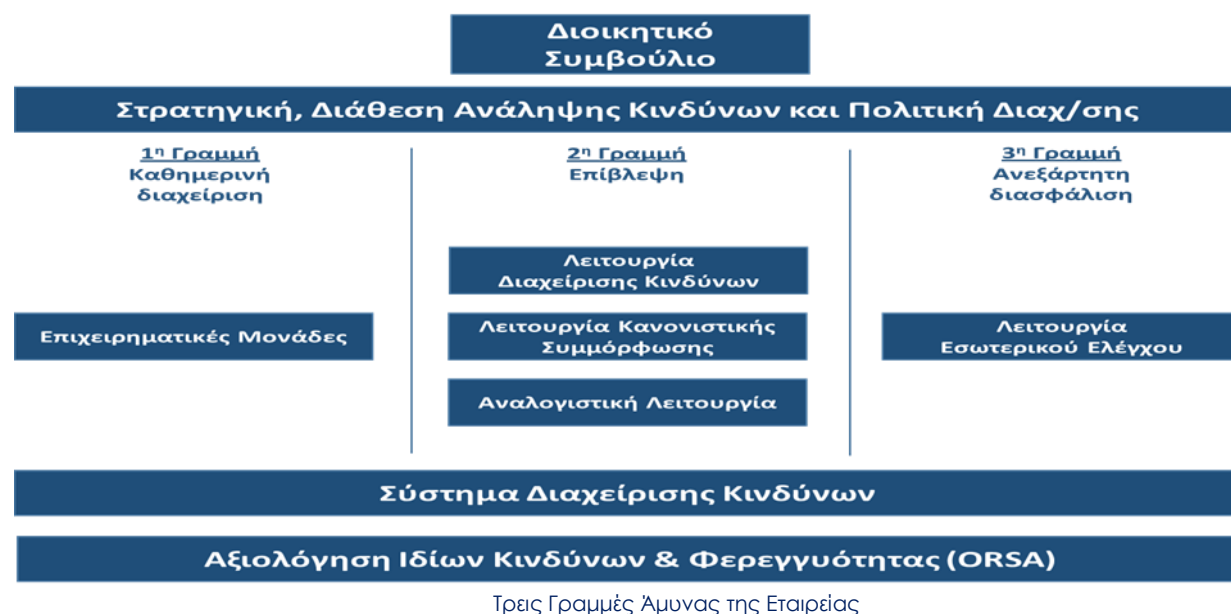 Διοικητικό
Συμβούλιο
Στρατηγική, Διάθεση Ανάληψης Κινδύνων και Πολιτική Διαχ/σης
1η Γραμμή
Καθημερινή
διαχείριση
2η Γραμμή
Επίβλεψη
3η Γραμμή
Ανεξάρτητη
διασφάλιση
Επιχειρηματικές Μονάδες
Λειτουργία
Διαχείρισης Κινδύνων
Λειτουργία Κανονιστικής
Συμμόρφωσης
Αναλογιστική Λειτουργία
Λειτουργία
Εσωτερικού Ελέγχου
Σύστημα Διαχείρισης Κινδύνων
Αξιολόγηση Ιδίων Κινδύνων & Φερεγγυότητας (ORSA)
Τρεις Γραμμές Άμυνας της Εταιρείας